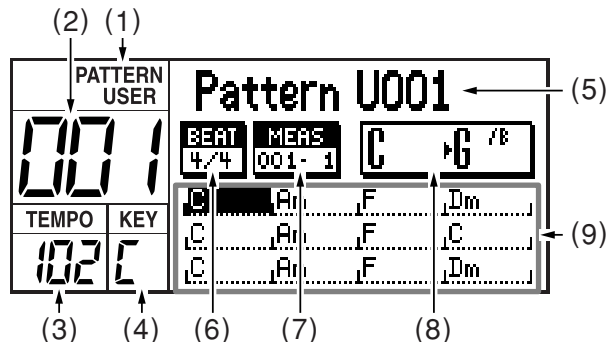 (2) (1)
PATTERN
USER
001
Pattern U001
(5)
BEAT
4/4
MEAS
001- 1
C ▸G /B
TEMPO
KEY
102
C
C Am F Dm
C Am F C
C Am F Dm
(9)
(3) (4) (6) (7) (8)